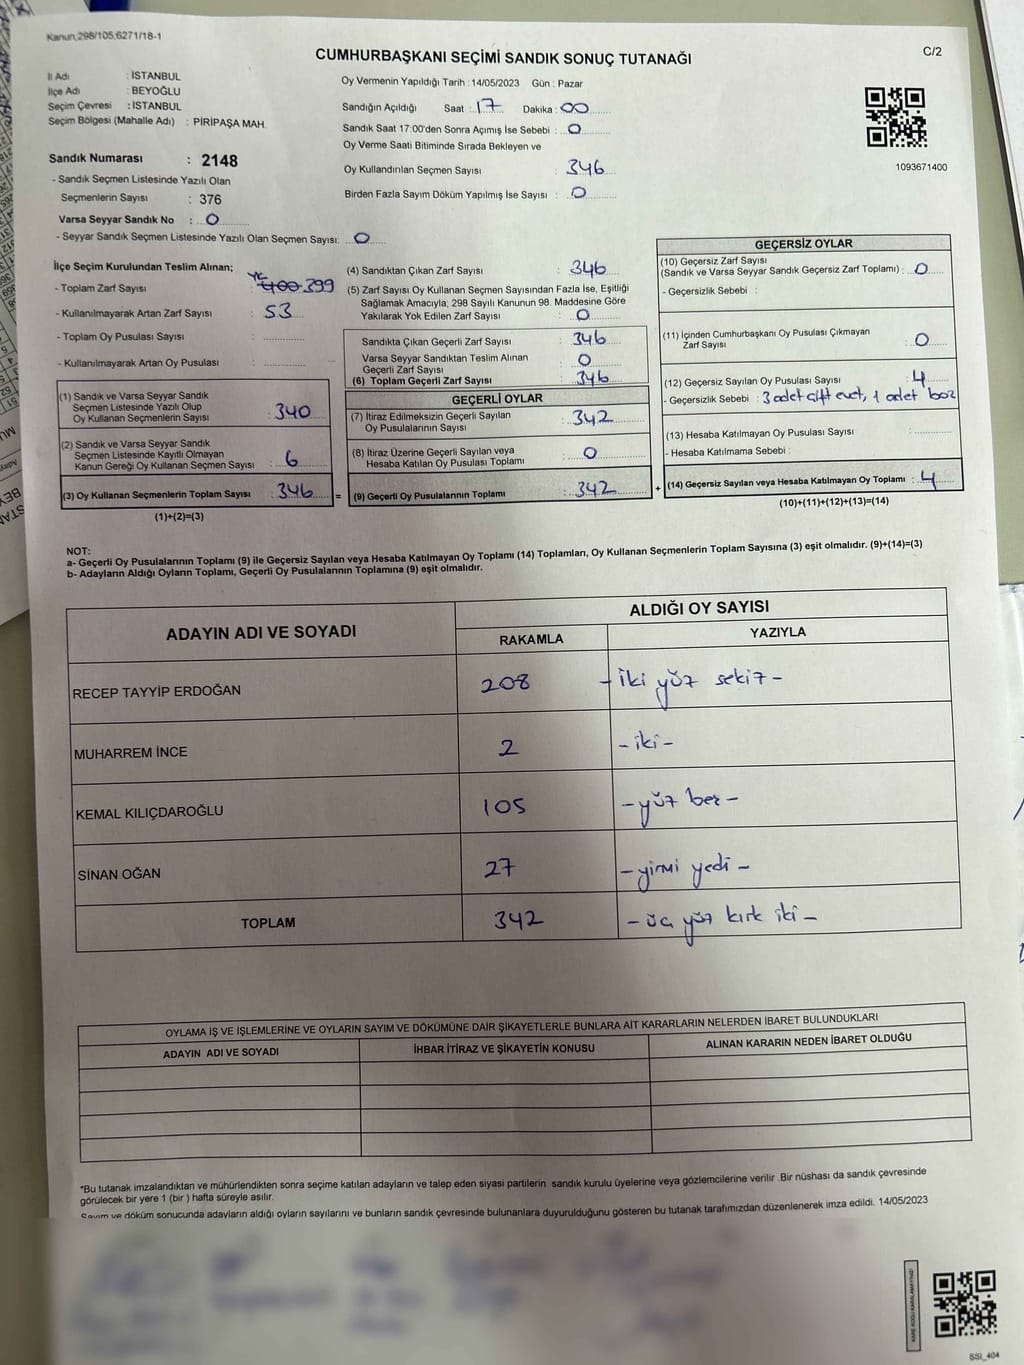 Kanun,298/105;6271/18-1
C/2
CUMHURBAŞKANI SEÇİMİ SANDIK SONUÇ TUTANAĞI
İl Adı : İSTANBUL
İlçe Adı : BEYOĞLU
Seçim Çevresi : İSTANBUL
Seçim Bölgesi (Mahalle Adı) : PİRİPAŞA MAH.
Sandık Numarası : 2148
- Sandık Seçmen Listesinde Yazılı Olan
Seçmenlerin Sayısı : 376
Varsa Seyyar Sandık No : 0
- Seyyar Sandık Seçmen Listesinde Yazılı Olan Seçmen Sayısı: 0
Oy Vermenin Yapıldığı Tarih : 14/05/2023 Gün : Pazar
Sandığın Açıldığı Saat : 17 Dakika : 00
Sandık Saat 17:00'den Sonra Açımış İse Sebebi : 0
Oy Verme Saati Bitiminde Sırada Bekleyen ve
Oy Kullandırılan Seçmen Sayısı : 346
Birden Fazla Sayım Döküm Yapılmış İse Sayısı : 0
1093671400
İlçe Seçim Kurulundan Teslim Alınan;
- Toplam Zarf Sayısı : 400 399
- Kullanılmayarak Artan Zarf Sayısı : 53
- Toplam Oy Pusulası Sayısı :
- Kullanılmayarak Artan Oy Pusulası :
(1) Sandık ve Varsa Seyyar Sandık
Seçmen Listesinde Yazılı Olup
Oy Kullanan Seçmenlerin Sayısı : 340
(2) Sandık ve Varsa Seyyar Sandık
Seçmen Listesinde Kayıtlı Olmayan
Kanun Gereği Oy Kullanan Seçmen Sayısı : 6
(3) Oy Kullanan Seçmenlerin Toplam Sayısı : 346
(1)+(2)=(3)
(4) Sandıktan Çıkan Zarf Sayısı : 346
(5) Zarf Sayısı Oy Kullanan Seçmen Sayısından Fazla İse, Eşitliği
Sağlamak Amacıyla; 298 Sayılı Kanunun 98. Maddesine Göre
Yakılarak Yok Edilen Zarf Sayısı : 0
Sandıkta Çıkan Geçerli Zarf Sayısı : 346
Varsa Seyyar Sandıktan Teslim Alınan
Geçerli Zarf Sayısı : 0
(6) Toplam Geçerli Zarf Sayısı : 346
GEÇERLİ OYLAR
(7) İtiraz Edilmeksizin Geçerli Sayılan
Oy Pusulalarının Sayısı : 342
(8) İtiraz Üzerine Geçerli Sayılan veya
Hesaba Katılan Oy Pusulası Toplamı : 0
= (9) Geçerli Oy Pusulalarının Toplamı : 342
GEÇERSİZ OYLAR
(10) Geçersiz Zarf Sayısı
(Sandık ve Varsa Seyyar Sandık Geçersiz Zarf Toplamı) : 0
- Geçersizlik Sebebi :
(11) İçinden Cumhurbaşkanı Oy Pusulası Çıkmayan
Zarf Sayısı : 0
(12) Geçersiz Sayılan Oy Pusulası Sayısı : 4
- Geçersizlik Sebebi : 3 adet çift evet, 1 adet boz
(13) Hesaba Katılmayan Oy Pusulası Sayısı :
- Hesaba Katılmama Sebebi :
+ (14) Geçersiz Sayılan veya Hesaba Katılmayan Oy Toplamı : 4
(10)+(11)+(12)+(13)=(14)
NOT:
a- Geçerli Oy Pusulalarının Toplamı (9) ile Geçersiz Sayılan veya Hesaba Katılmayan Oy Toplamı (14) Toplamları, Oy Kullanan Seçmenlerin Toplam Sayısına (3) eşit olmalıdır. (9)+(14)=(3)
b- Adayların Aldığı Oyların Toplamı, Geçerli Oy Pusulalarının Toplamına (9) eşit olmalıdır.
ADAYIN ADI VE SOYADI
ALDIĞI OY SAYISI
RAKAMLA YAZIYLA
RECEP TAYYİP ERDOĞAN 208 - iki yüz sekiz -
MUHARREM İNCE 2 - iki -
KEMAL KILIÇDAROĞLU 105 - yüz beş -
SİNAN OĞAN 27 - yirmi yedi -
TOPLAM 342 - üç yüz kırk iki -
OYLAMA İŞ VE İŞLEMLERİNE VE OYLARIN SAYIM VE DÖKÜMÜNE DAİR ŞİKAYETLERLE BUNLARA AİT KARARLARIN NELERDEN İBARET BULUNDUKLARI
ADAYIN ADI VE SOYADI İHBAR İTİRAZ VE ŞİKAYETİN KONUSU ALINAN KARARIN NEDEN İBARET OLDUĞU
*Bu tutanak imzalandıktan ve mühürlendikten sonra seçime katılan adayların ve talep eden siyasi partilerin sandık kurulu üyelerine veya gözlemcilerine verilir .Bir nüshası da sandık çevresinde
görülecek bir yere 1 (bir ) hafta süreyle asılır.
Sayım ve döküm sonucunda adayların aldığı oyların sayılarını ve bunların sandık çevresinde bulunanlara duyurulduğunu gösteren bu tutanak tarafımızdan düzenlenerek imza edildi. 14/05/2023
KARE KODU KARALAMAYINIZ!
SSI_404